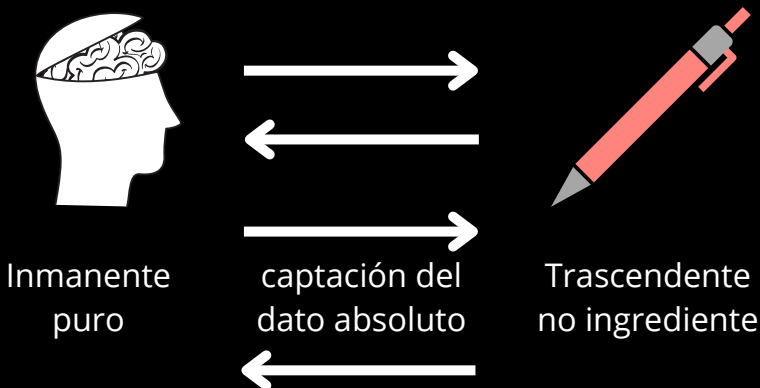 Inmanente
puro
captación del
dato absoluto
Trascendente
no ingrediente